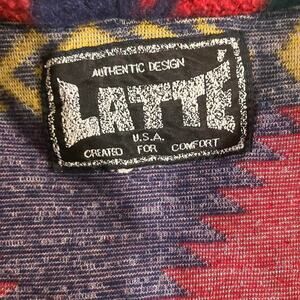 AUTHENTIC DESIGN
LATTÉ
U.S.A.
CREATED FOR COMFORT